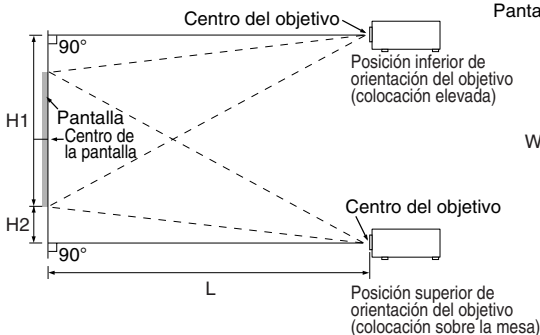 Centro del objetivo
Panta
90°
Posición inferior de
orientación del objetivo
(colocación elevada)
H1
Pantalla
Centro de
la pantalla
W
H2
Centro del objetivo
90°
L
Posición superior de
orientación del objetivo
(colocación sobre la mesa)